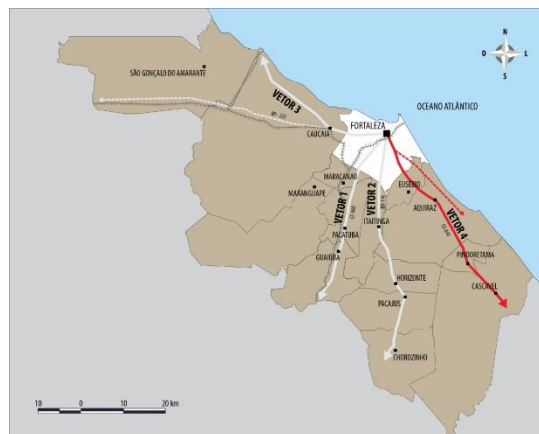 N
O
L
S
SÃO GONÇALO DO AMARANTE
OCEANO ATLÂNTICO
VETOR 3
FORTALEZA
CAUCAIA
MARACANAÚ
MARANGUAPE
VETOR 1
VETOR 2
EUSÉBIO
AQUIRAZ
VETOR 4
PACATUBA
ITAITINGA
GUAIÚBA
PINDORETAMA
CASCAVEL
HORIZONTE
PACAJUS
CHOROZINHO
10 0 10 20 km